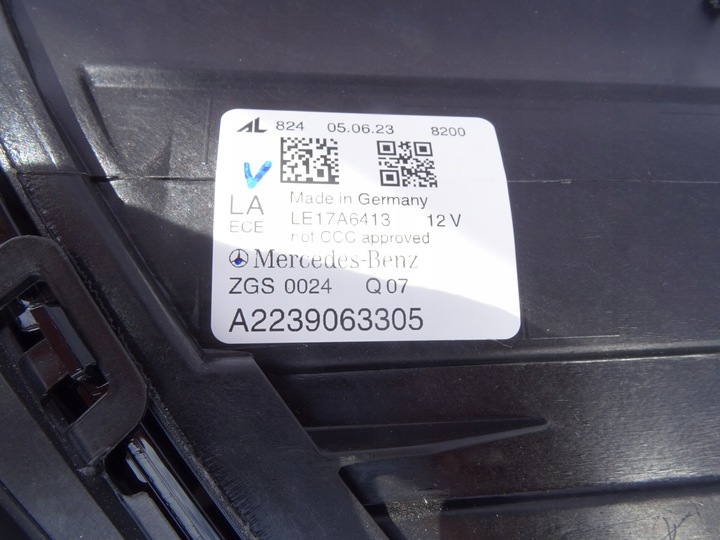 AL 824 05.06.23 8200
V
Made in Germany
LA LE17A6413 12 V
ECE not CCC approved
Mercedes-Benz
ZGS 0024 Q 07
A2239063305